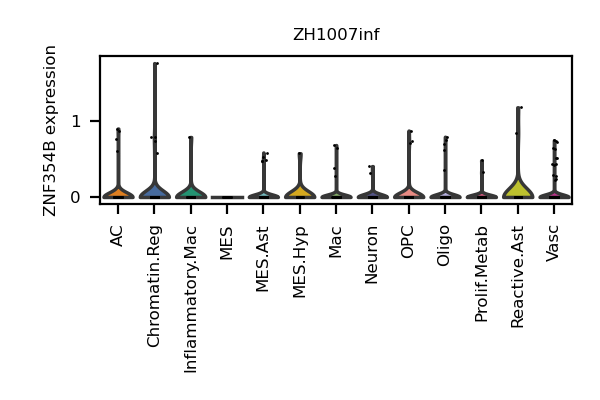 ZH1007inf
ZNF354B expression
1
0
AC
Chromatin.Reg
Inflammatory.Mac
MES
MES.Ast
MES.Hyp
Mac
Neuron
OPC
Oligo
Prolif.Metab
Reactive.Ast
Vasc